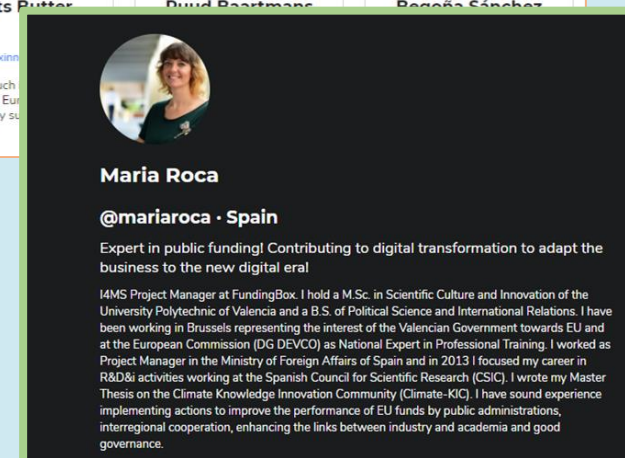 Ruud Baartmans
Begoña Sánchez
Maria Roca
@mariaroca · Spain
Expert in public funding! Contributing to digital transformation to adapt the
business to the new digital era!
I4MS Project Manager at FundingBox. I hold a M.Sc. in Scientific Culture and Innovation of the
University Polytechnic of Valencia and a B.S. of Political Science and International Relations. I have
been working in Brussels representing the interest of the Valencian Government towards EU and
at the European Commission (DG DEVCO) as National Expert in Professional Training. I worked as
Project Manager in the Ministry of Foreign Affairs of Spain and in 2013 I focused my career in
R&D&i activities working at the Spanish Council for Scientific Research (CSIC). I wrote my Master
Thesis on the Climate Knowledge Innovation Community (Climate-KIC). I have sound experience
implementing actions to improve the performance of EU funds by public administrations,
interregional cooperation, enhancing the links between industry and academia and good
governance.